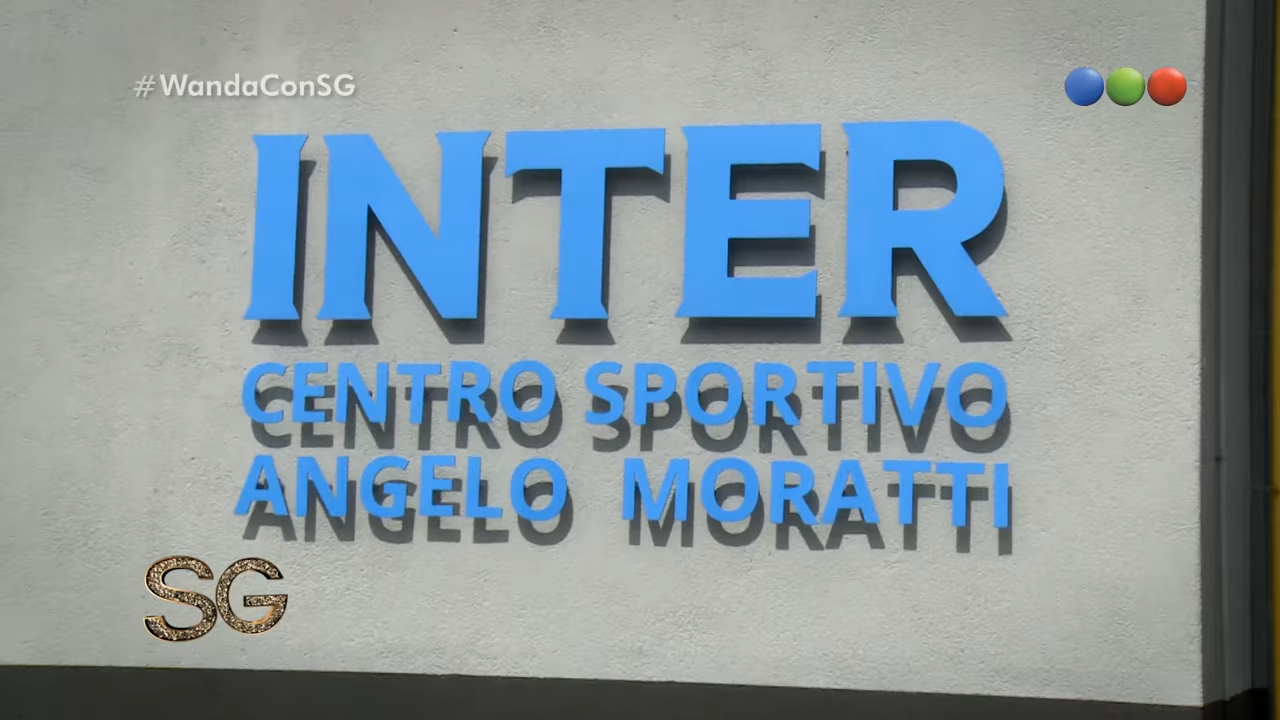 #WandaConSG
INTER
CENTRO SPORTIVO
ANGELO MORATTI
SG